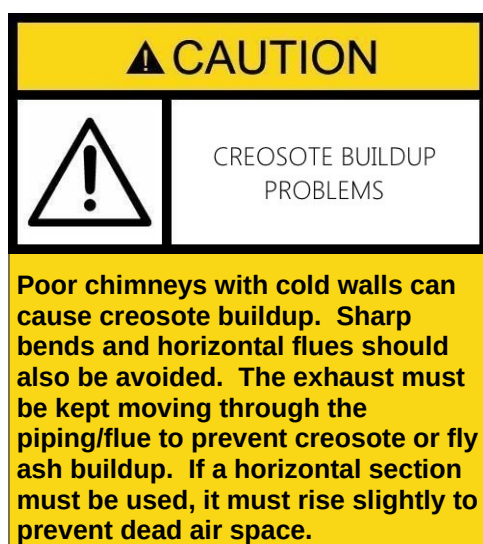 CAUTION
CREOSOTE BUILDUP
PROBLEMS
Poor chimneys with cold walls can
cause creosote buildup.  Sharp
bends and horizontal flues should
also be avoided.  The exhaust must
be kept moving through the
piping/flue to prevent creosote or fly
ash buildup.  If a horizontal section
must be used, it must rise slightly to
prevent dead air space.